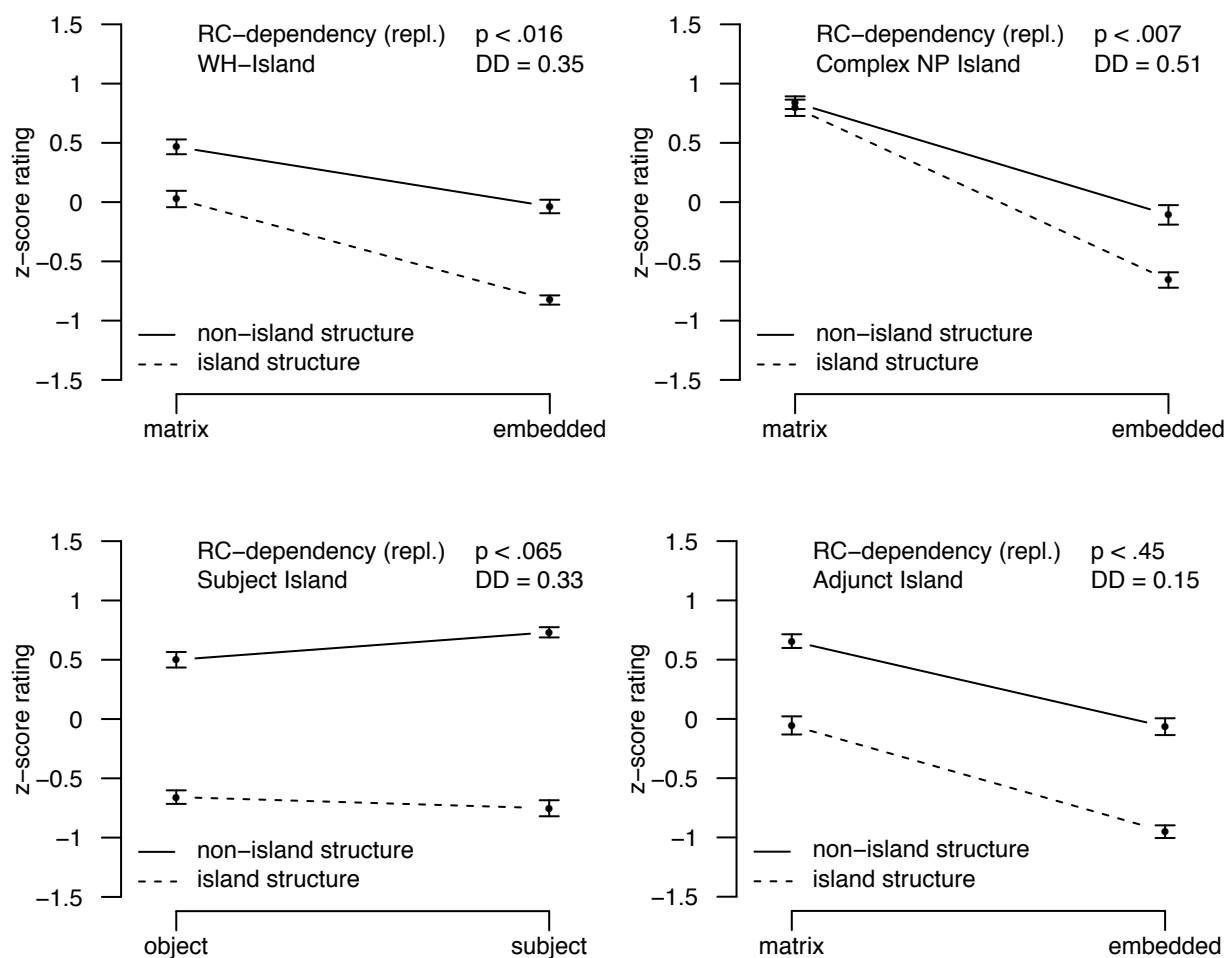 RC−dependency (repl.) p < .016
WH−Island DD = 0.35
z−score rating
1.5
1
0.5
0
−0.5
−1
−1.5
non−island structure
island structure
matrix embedded
RC−dependency (repl.) p < .007
Complex NP Island DD = 0.51
z−score rating
1.5
1
0.5
0
−0.5
−1
−1.5
non−island structure
island structure
matrix embedded
RC−dependency (repl.) p < .065
Subject Island DD = 0.33
z−score rating
1.5
1
0.5
0
−0.5
−1
−1.5
non−island structure
island structure
object subject
RC−dependency (repl.) p < .45
Adjunct Island DD = 0.15
z−score rating
1.5
1
0.5
0
−0.5
−1
−1.5
non−island structure
island structure
matrix embedded